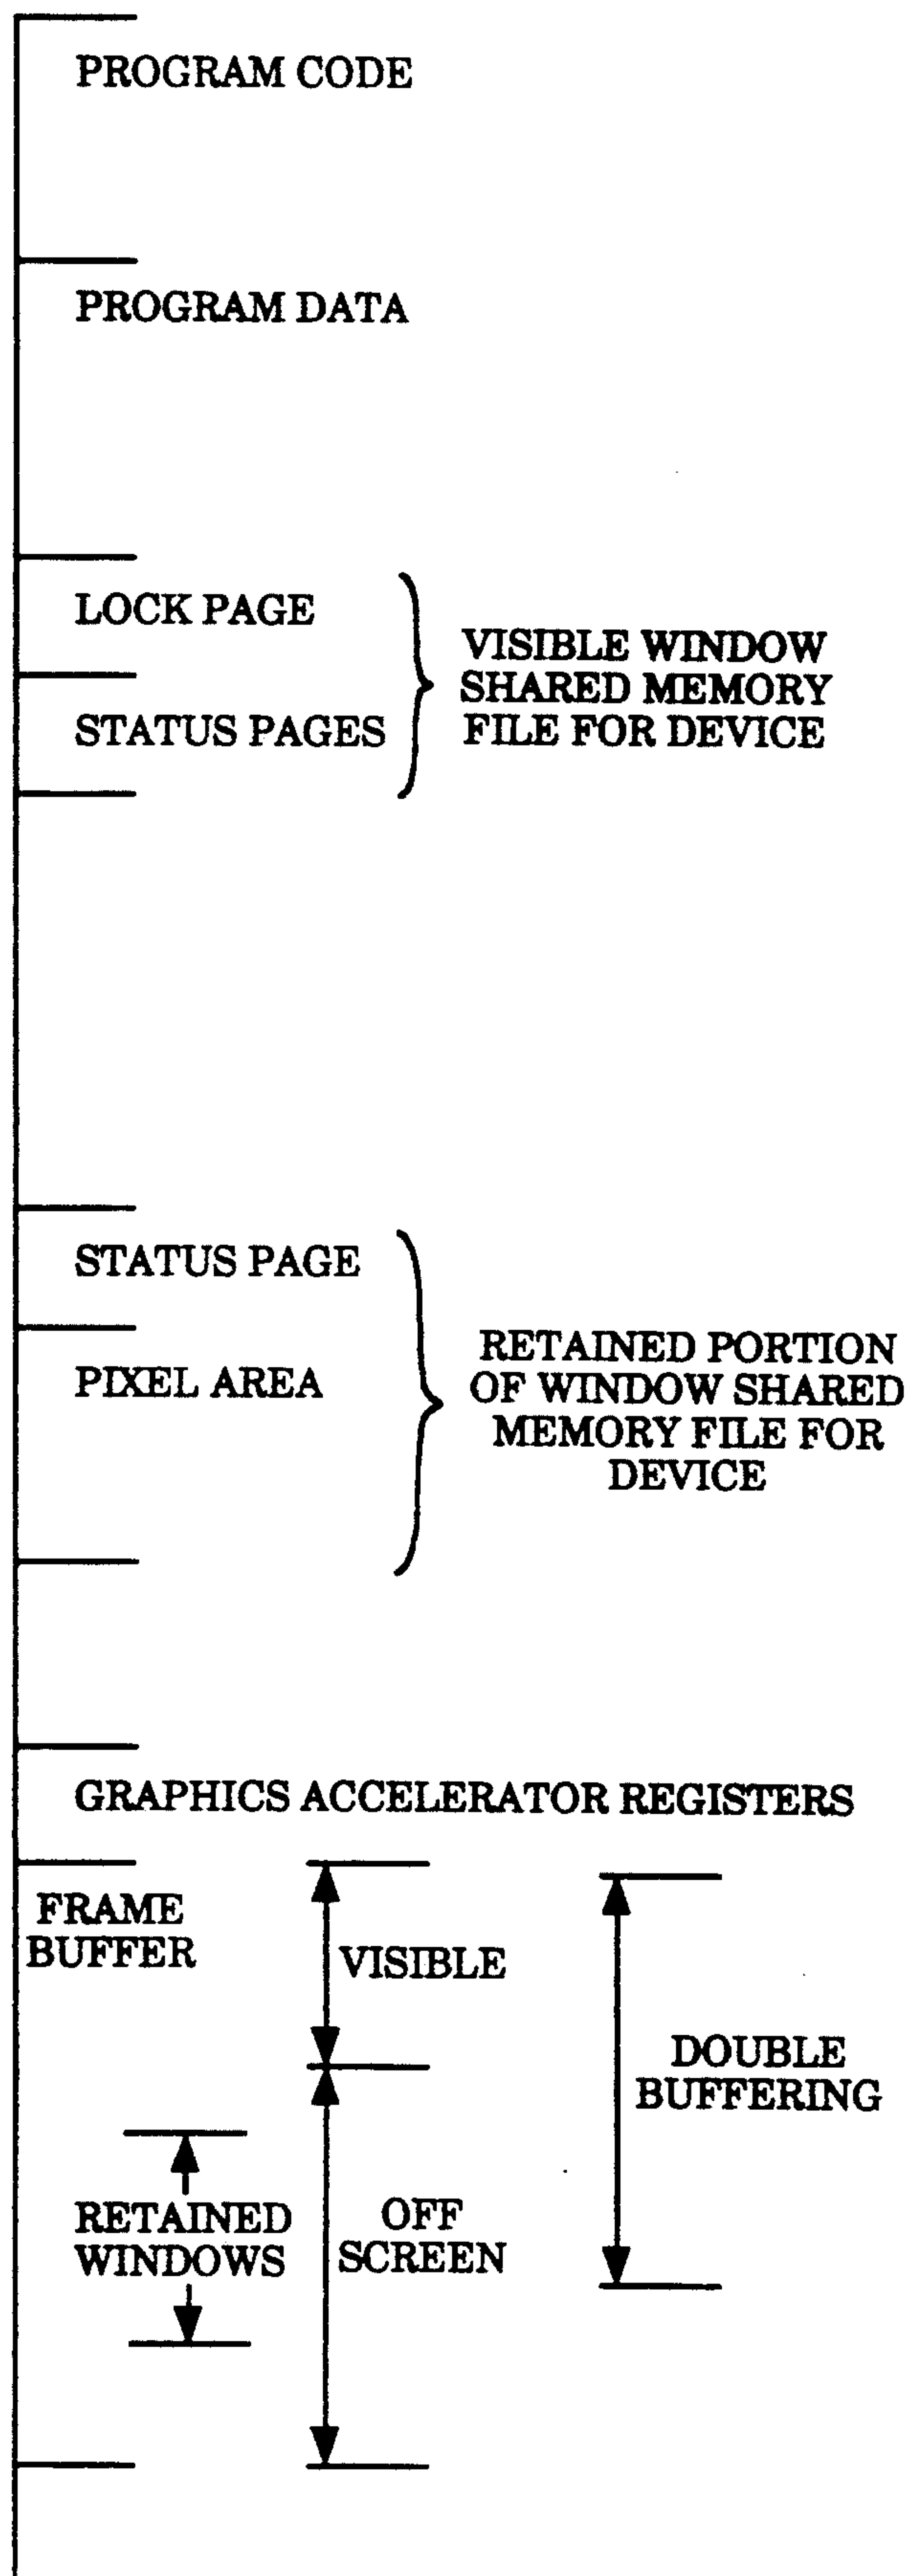 PROGRAM CODE
PROGRAM DATA
LOCK PAGE
STATUS PAGES
VISIBLE WINDOW
SHARED MEMORY
FILE FOR DEVICE
STATUS PAGE
PIXEL AREA
RETAINED PORTION
OF WINDOW SHARED
MEMORY FILE FOR
DEVICE
GRAPHICS ACCELERATOR REGISTERS
FRAME
BUFFER
VISIBLE
DOUBLE
BUFFERING
RETAINED
WINDOWS
OFF
SCREEN